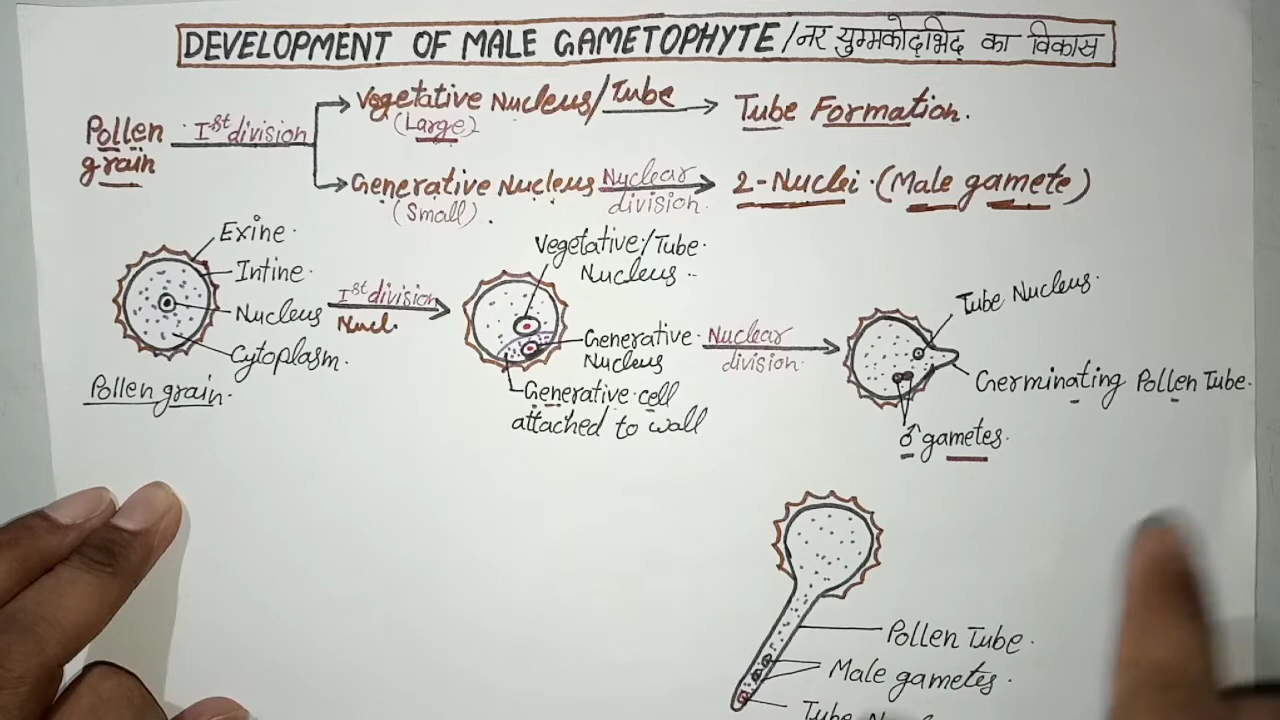 DEVELOPMENT OF MALE GAMETOPHYTE/नर युग्मकोद्भिद् का विकास
Vegetative Nucleus/Tube
(Large)
Tube Formation.
Pollen
grain
Ist division
Generative Nucleus
(Small).
Nuclear
division.
2-Nuclei.(Male gamete)
Exine.
Intine.
Nucleus
Cytoplasm.
Pollen grain.
Ist division
Nucl.
Vegetative/Tube.
Nucleus..
Generative.
Nucleus
Generative cell
attached to wall
Nuclear
division.
Tube Nucleus.
Germinating Pollen Tube.
♂ gametes.
Pollen Tube.
Male gametes.
Tube